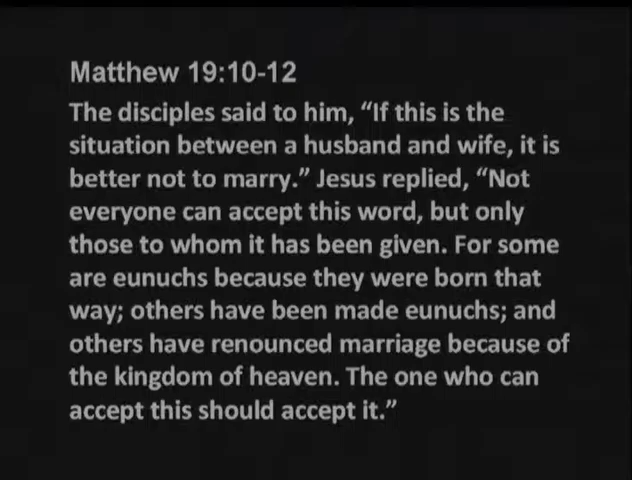 Matthew 19:10-12
The disciples said to him, “If this is the
situation between a husband and wife, it is
better not to marry.” Jesus replied, “Not
everyone can accept this word, but only
those to whom it has been given. For some
are eunuchs because they were born that
way; others have been made eunuchs; and
others have renounced marriage because of
the kingdom of heaven. The one who can
accept this should accept it.”